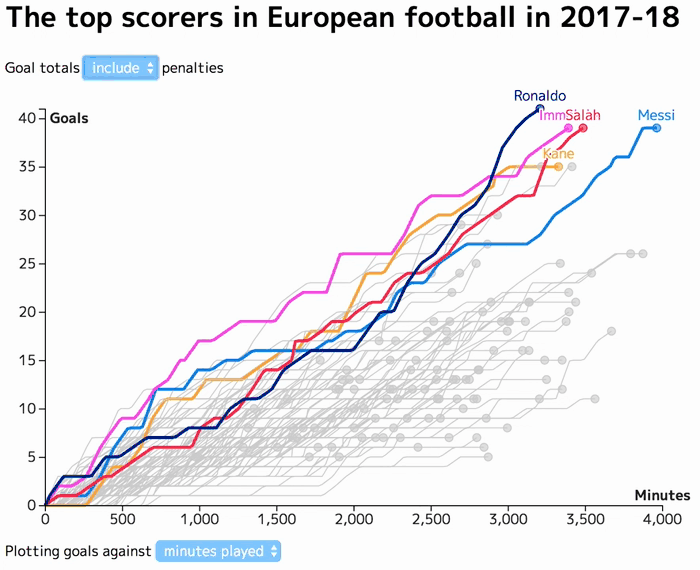 The top scorers in European football in 2017-18
Goal totals include penalties
Ronaldo
Imm Salah
Messi
Kane
Goals
40
35
30
25
20
15
10
5
0
Minutes
0 500 1,000 1,500 2,000 2,500 3,000 3,500 4,000
Plotting goals against minutes played